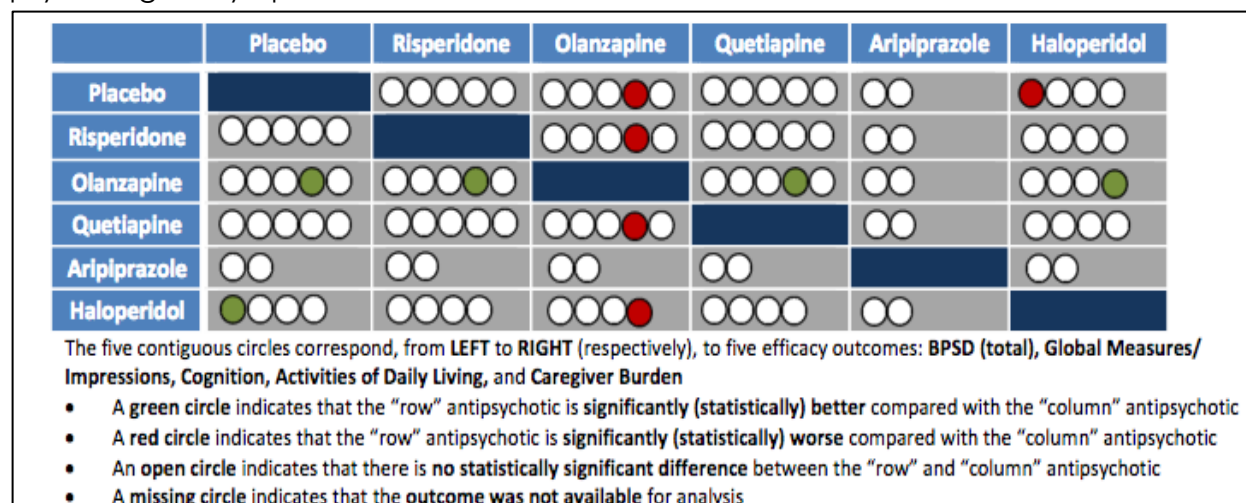 Placebo Risperidone Olanzapine Quetiapine Aripiprazole Haloperidol
Placebo
Risperidone
Olanzapine
Quetiapine
Aripiprazole
Haloperidol
The five contiguous circles correspond, from LEFT to RIGHT (respectively), to five efficacy outcomes: BPSD (total), Global Measures/
Impressions, Cognition, Activities of Daily Living, and Caregiver Burden
• A green circle indicates that the “row” antipsychotic is significantly (statistically) better compared with the “column” antipsychotic
• A red circle indicates that the “row” antipsychotic is significantly (statistically) worse compared with the “column” antipsychotic
• An open circle indicates that there is no statistically significant difference between the “row” and “column” antipsychotic
• A missing circle indicates that the outcome was not available for analysis